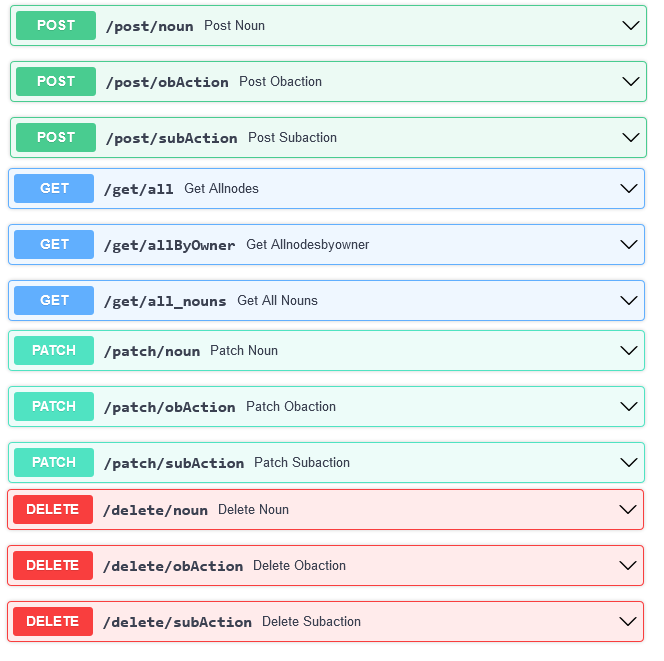 POST /post/noun Post Noun
POST /post/obAction Post Obaction
POST /post/subAction Post Subaction
GET /get/all Get Allnodes
GET /get/allByOwner Get Allnodesbyowner
GET /get/all_nouns Get All Nouns
PATCH /patch/noun Patch Noun
PATCH /patch/obAction Patch Obaction
PATCH /patch/subAction Patch Subaction
DELETE /delete/noun Delete Noun
DELETE /delete/obAction Delete Obaction
DELETE /delete/subAction Delete Subaction